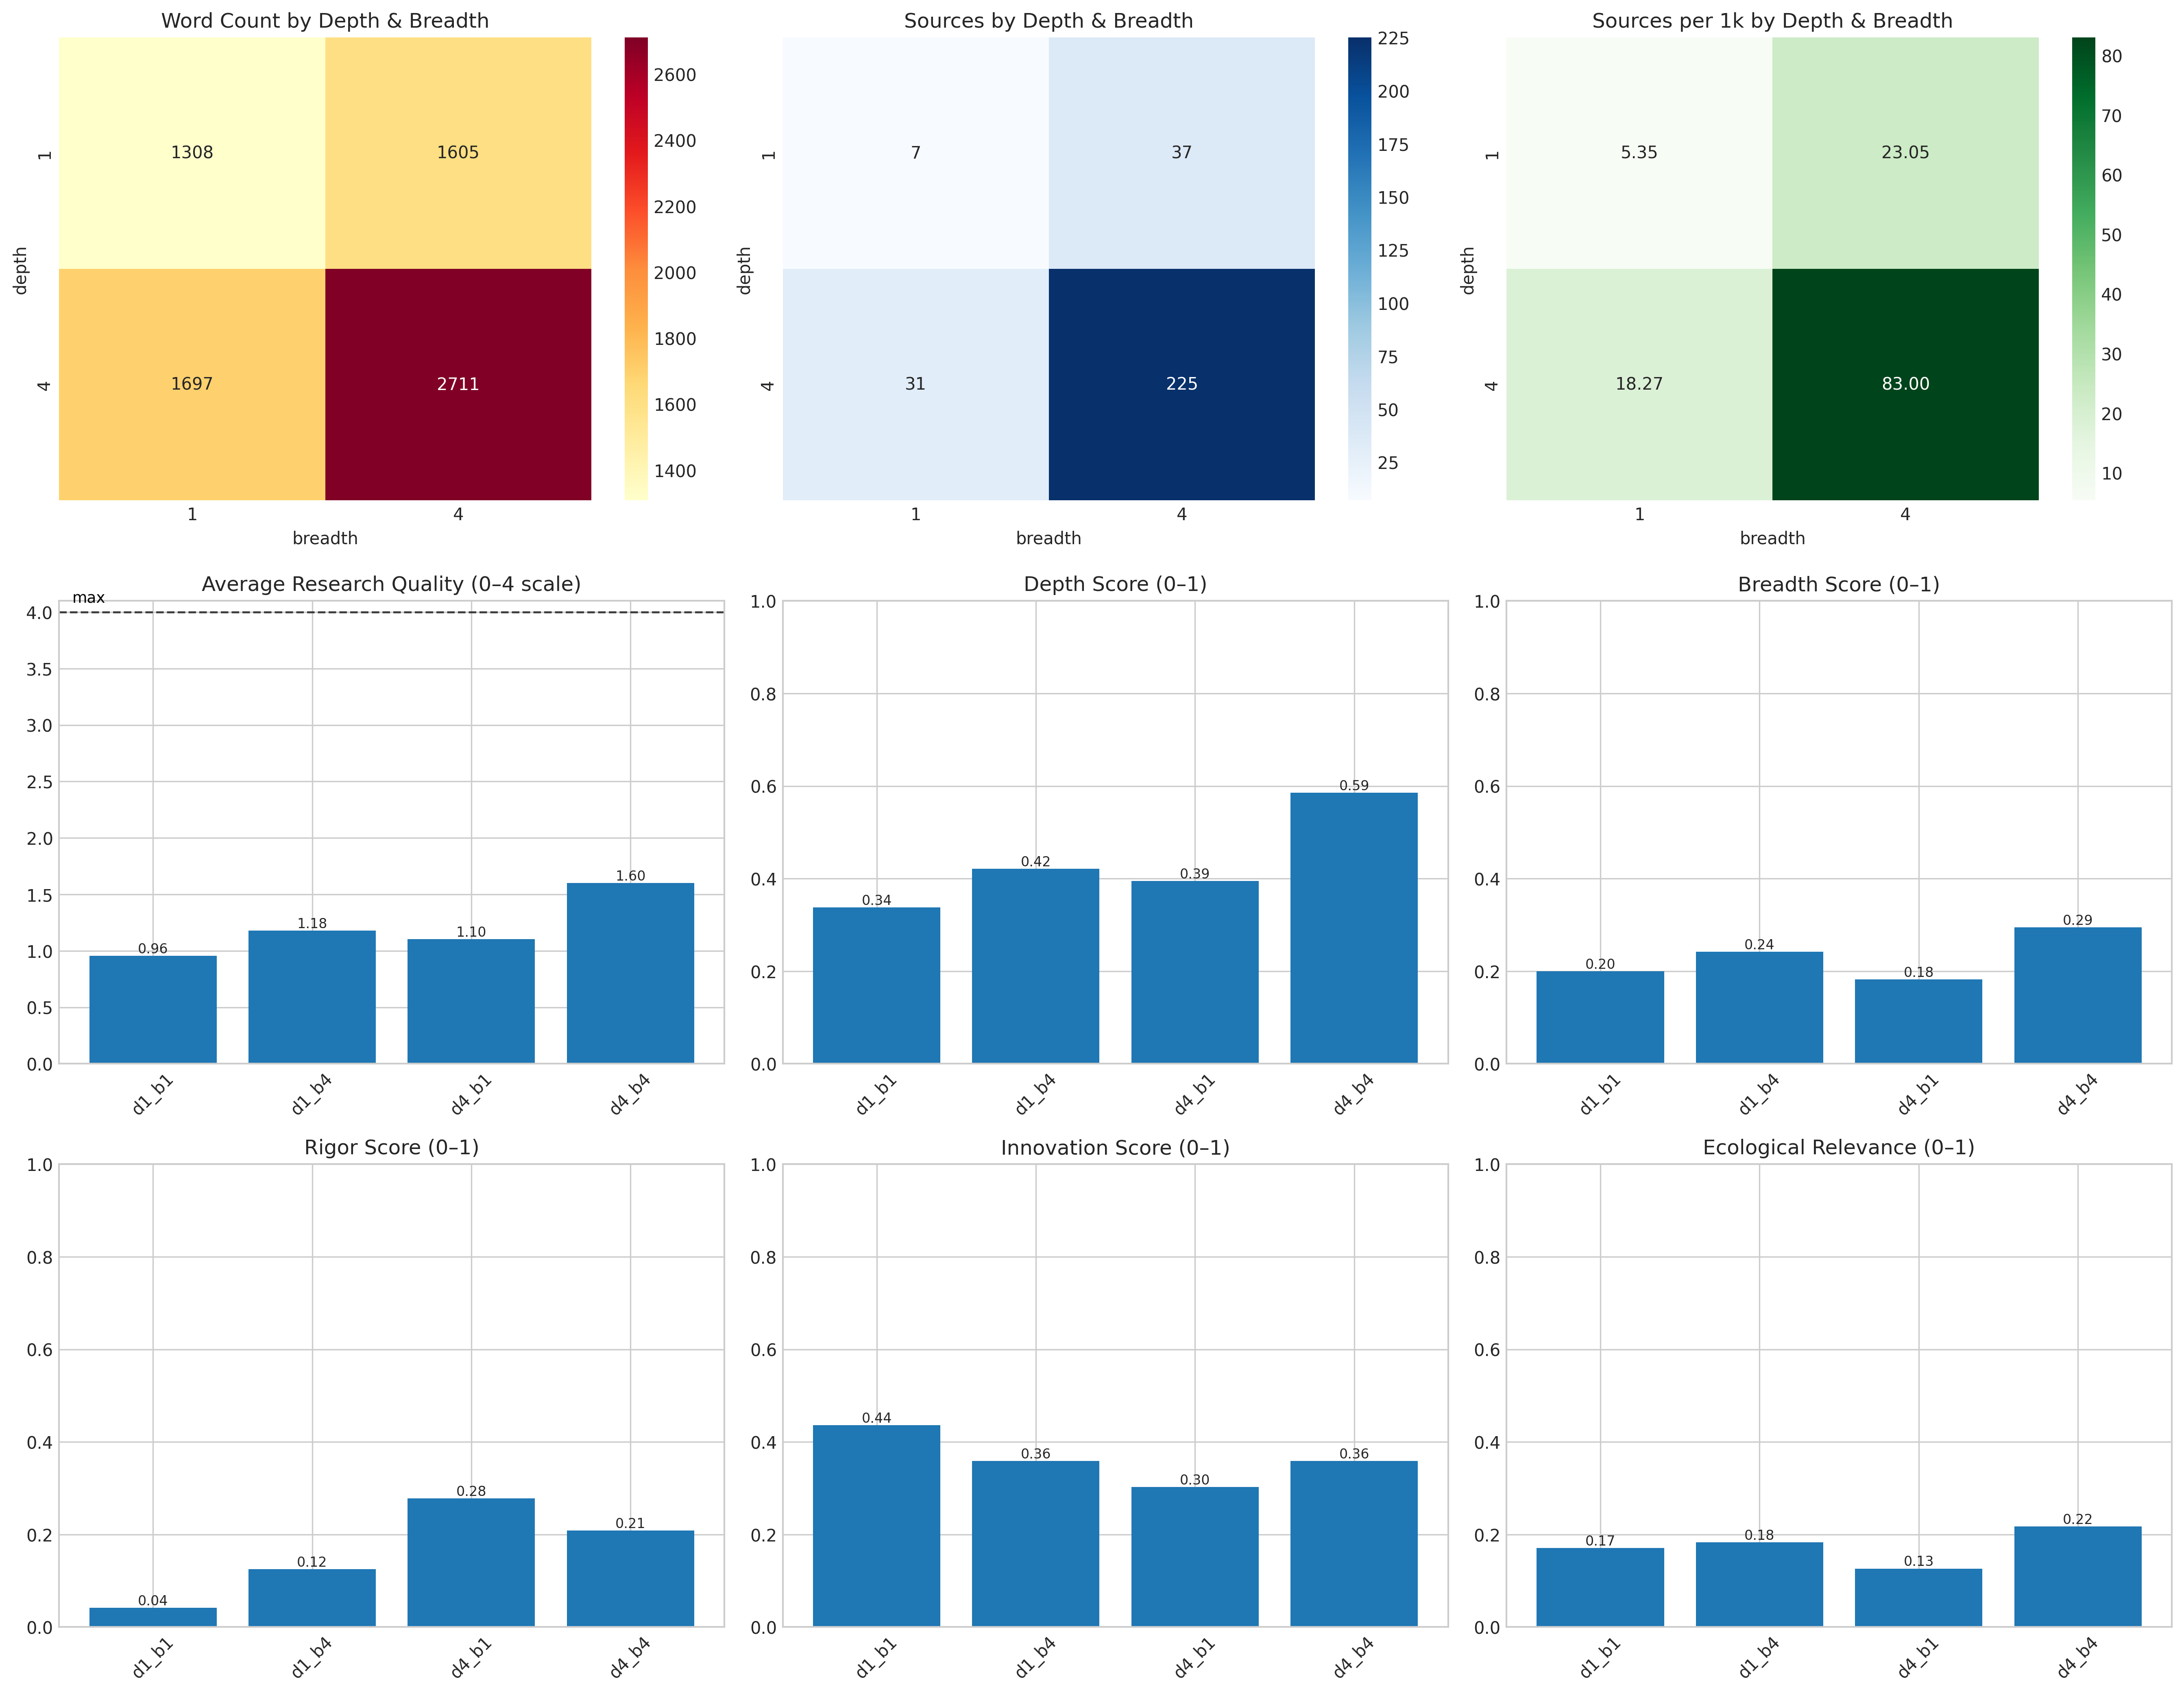 Word Count by Depth & Breadth
1308 1605
1697 2711
1
4
depth
1 4
breadth
2600
2400
2200
2000
1800
1600
1400
Sources by Depth & Breadth
7 37
31 225
1
4
depth
1 4
breadth
225
200
175
150
125
100
75
50
25
Sources per 1k by Depth & Breadth
5.35 23.05
18.27 83.00
1
4
depth
1 4
breadth
80
70
60
50
40
30
20
10
Average Research Quality (0–4 scale)
max
4.0
3.5
3.0
2.5
2.0
1.5
1.0
0.5
0.0
0.96 1.18 1.10 1.60
d1_b1 d1_b4 d4_b1 d4_b4
Depth Score (0–1)
1.0
0.8
0.6
0.4
0.2
0.0
0.34 0.42 0.39 0.59
d1_b1 d1_b4 d4_b1 d4_b4
Breadth Score (0–1)
1.0
0.8
0.6
0.4
0.2
0.0
0.20 0.24 0.18 0.29
d1_b1 d1_b4 d4_b1 d4_b4
Rigor Score (0–1)
1.0
0.8
0.6
0.4
0.2
0.0
0.04 0.12 0.28 0.21
d1_b1 d1_b4 d4_b1 d4_b4
Innovation Score (0–1)
1.0
0.8
0.6
0.4
0.2
0.0
0.44 0.36 0.30 0.36
d1_b1 d1_b4 d4_b1 d4_b4
Ecological Relevance (0–1)
1.0
0.8
0.6
0.4
0.2
0.0
0.17 0.18 0.13 0.22
d1_b1 d1_b4 d4_b1 d4_b4